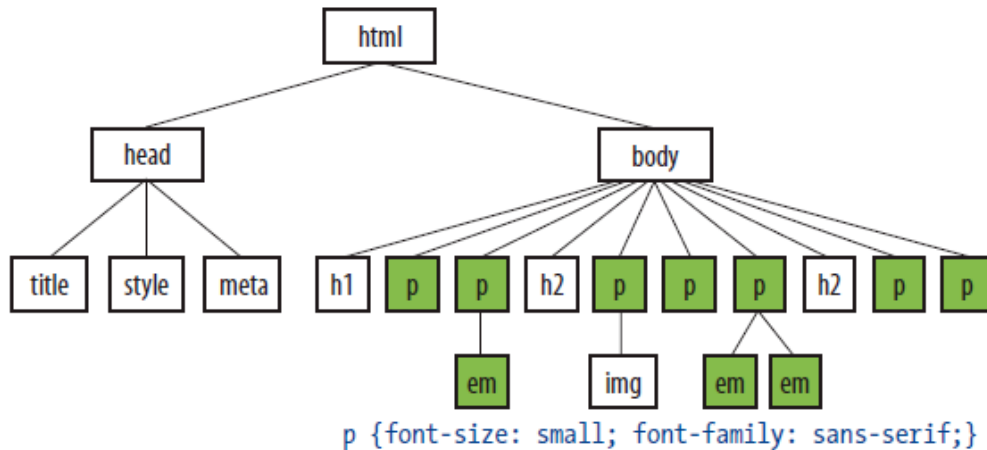 html
head body
title style meta h1 p p h2 p p p h2 p p
em img em em
p {font-size: small; font-family: sans-serif;}